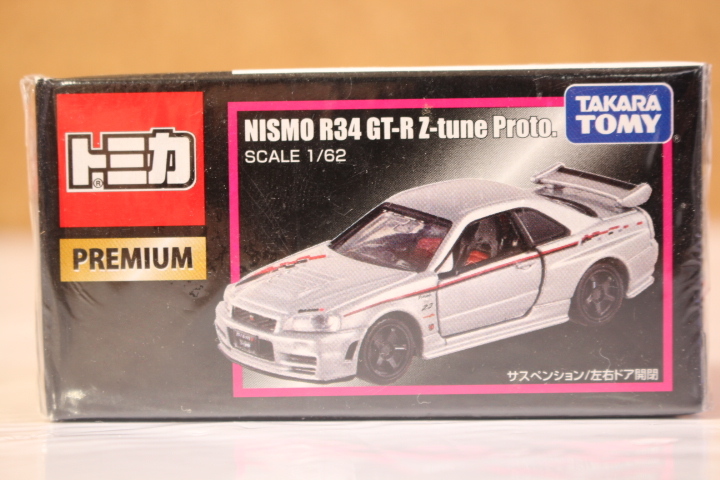 トミカ
®
PREMIUM
NISMO R34 GT-R Z-tune Proto.
SCALE 1/62
TAKARA
TOMY
サスペンション/左右ドア開閉